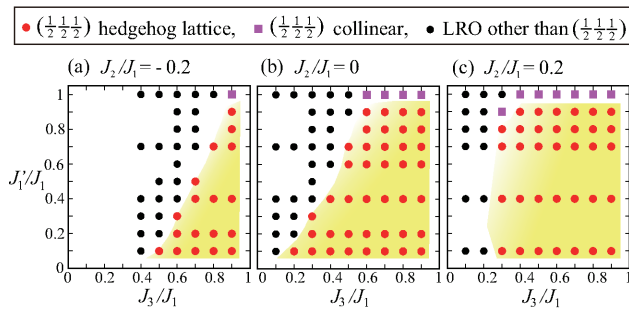 (1/2 1/2 1/2) hedgehog lattice, (1/2 1/2 1/2) collinear, LRO other than (1/2 1/2 1/2)
(a) J2/J1 = - 0.2 (b) J2/J1 = 0 (c) J2/J1 = 0.2
1
0.8
0.6
0.4
0.2
0
J1'/J1
0 0.2 0.4 0.6 0.8 0 0.2 0.4 0.6 0.8 0 0.2 0.4 0.6 0.8 1
J3/J1 J3/J1 J3/J1